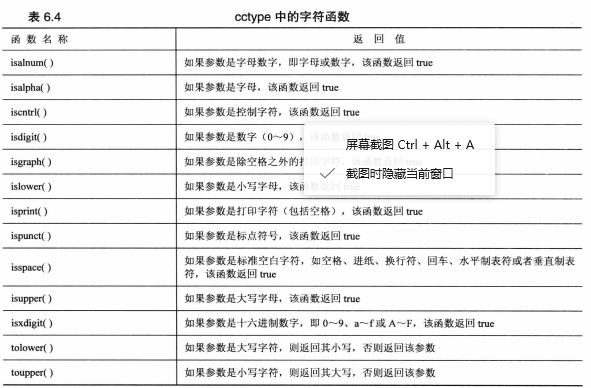 表 6.4 cctype 中的字符函数
函 数 名 称 返 回 值
isalnum( ) 如果参数是字母数字，即字母或数字，该函数返回 true
isalpha( ) 如果参数是字母，该函数返回 true
iscntrl( ) 如果参数是控制字符，该函数返回 true
isdigit( ) 如果参数是数字（0～9），该函数返回 true
屏幕截图 Ctrl + Alt + A
isgraph( ) 如果参数是除空格之外的打印字符，该函数返回 true
截图时隐藏当前窗口
islower( ) 如果参数是小写字母，该函数返回 true
isprint( ) 如果参数是打印字符（包括空格），该函数返回 true
ispunct( ) 如果参数是标点符号，该函数返回 true
isspace( ) 如果参数是标准空白字符，如空格、进纸、换行符、回车、水平制表符或者垂直制表
符，该函数返回 true
isupper( ) 如果参数是大写字母，该函数返回 true
isxdigit( ) 如果参数是十六进制数字，即 0～9、a～f 或 A～F，该函数返回 true
tolower( ) 如果参数是大写字符，则返回其小写，否则返回该参数
toupper( ) 如果参数是小写字符，则返回其大写，否则返回该参数